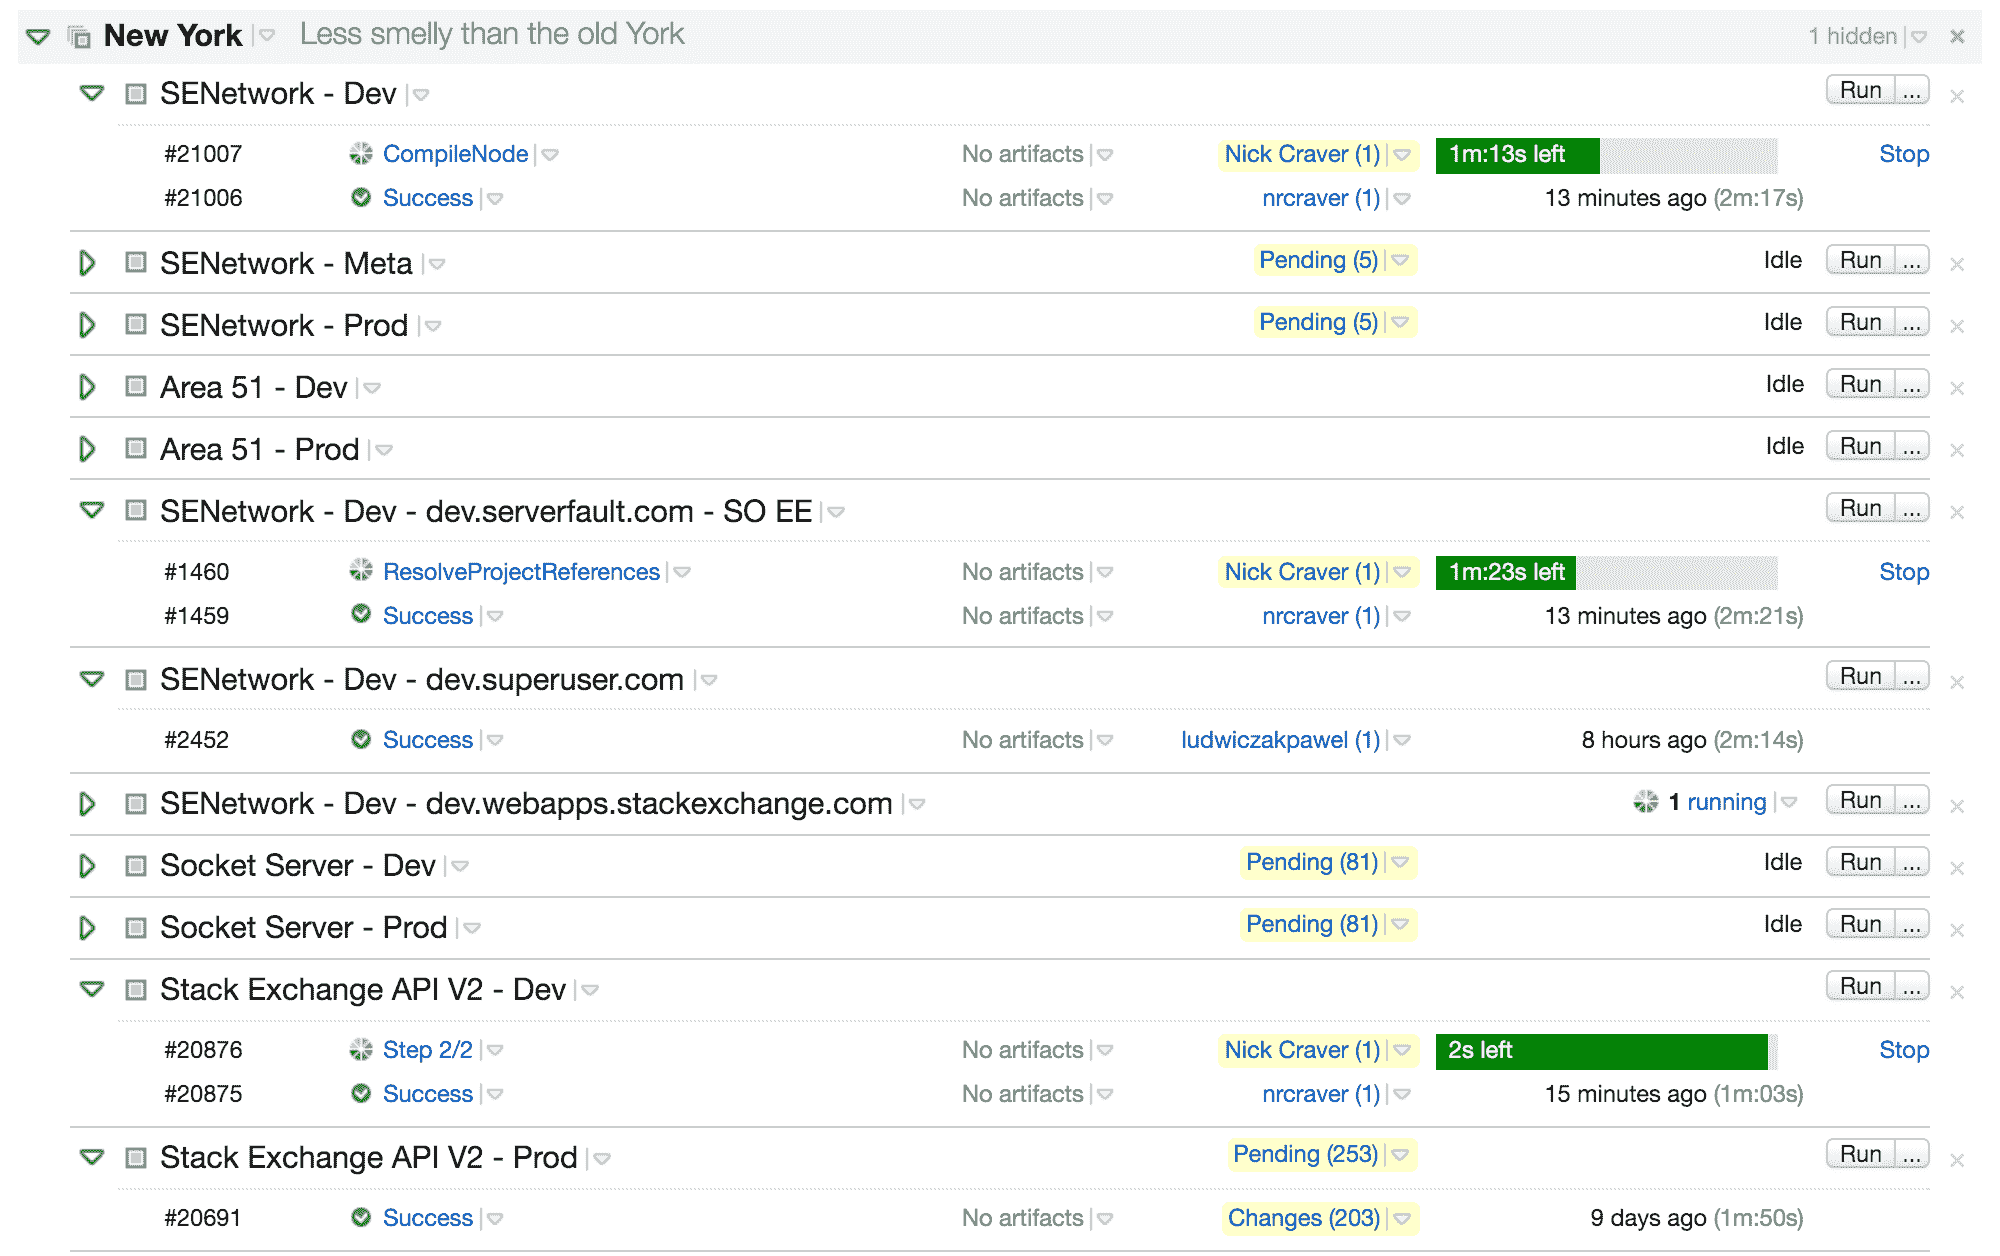 New York Less smelly than the old York 1 hidden
SENetwork - Dev Run ...
#21007 CompileNode No artifacts Nick Craver (1) 1m:13s left Stop
#21006 Success No artifacts nrcraver (1) 13 minutes ago (2m:17s)
SENetwork - Meta Pending (5) Idle Run ...
SENetwork - Prod Pending (5) Idle Run ...
Area 51 - Dev Idle Run ...
Area 51 - Prod Idle Run ...
SENetwork - Dev - dev.serverfault.com - SO EE Run ...
#1460 ResolveProjectReferences No artifacts Nick Craver (1) 1m:23s left Stop
#1459 Success No artifacts nrcraver (1) 13 minutes ago (2m:21s)
SENetwork - Dev - dev.superuser.com Run ...
#2452 Success No artifacts ludwiczakpawel (1) 8 hours ago (2m:14s)
SENetwork - Dev - dev.webapps.stackexchange.com 1 running Run ...
Socket Server - Dev Pending (81) Idle Run ...
Socket Server - Prod Pending (81) Idle Run ...
Stack Exchange API V2 - Dev Run ...
#20876 Step 2/2 No artifacts Nick Craver (1) 2s left Stop
#20875 Success No artifacts nrcraver (1) 15 minutes ago (1m:03s)
Stack Exchange API V2 - Prod Pending (253) Run ...
#20691 Success No artifacts Changes (203) 9 days ago (1m:50s)